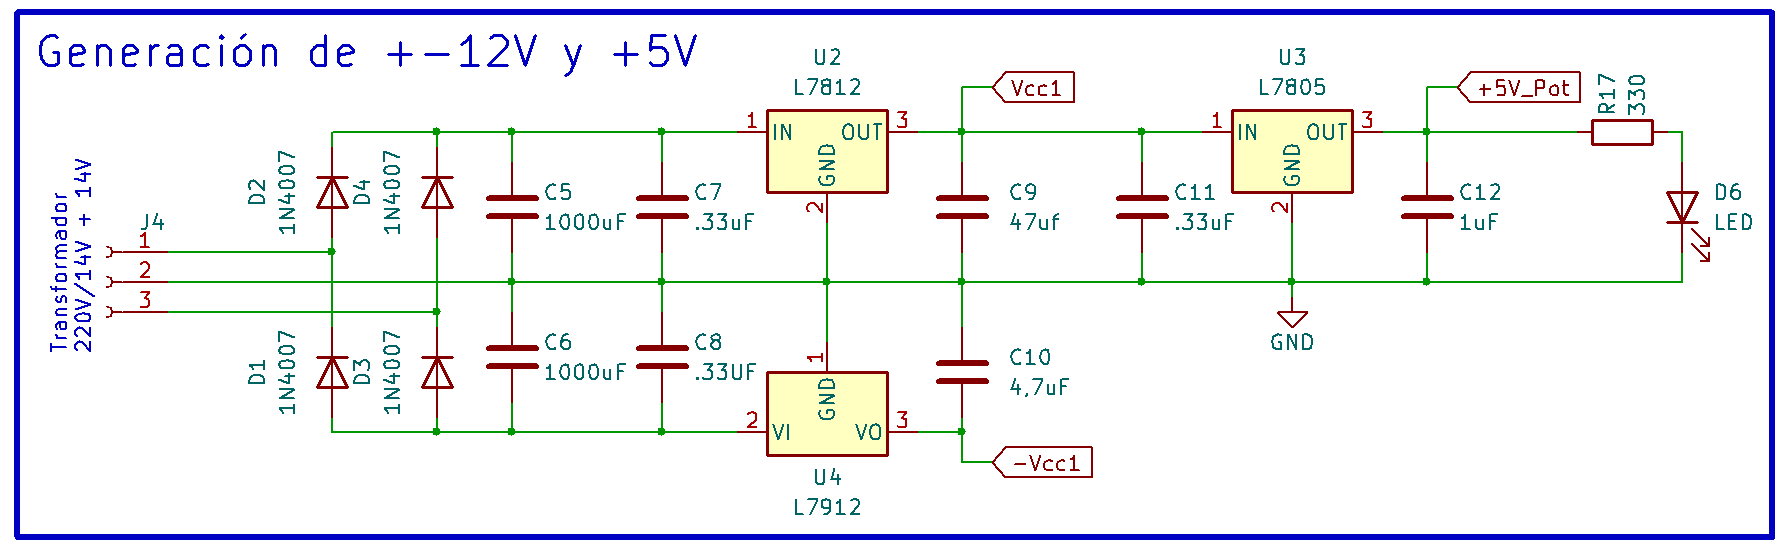 Generación de +-12V y +5V
Transformador
220V/14V + 14V
J4
1
2
3
D2
1N4007
D4
1N4007
D1
1N4007
D3
1N4007
C5
1000uF
C6
1000uF
C7
.33uF
C8
.33UF
U2
L7812
1
IN
OUT
3
GND
2
1
GND
2
VI
VO
3
U4
L7912
Vcc1
C9
47uf
C10
4,7uF
-Vcc1
C11
.33uF
U3
L7805
1
IN
OUT
3
GND
2
GND
+5V_Pot
C12
1uF
R17
330
D6
LED